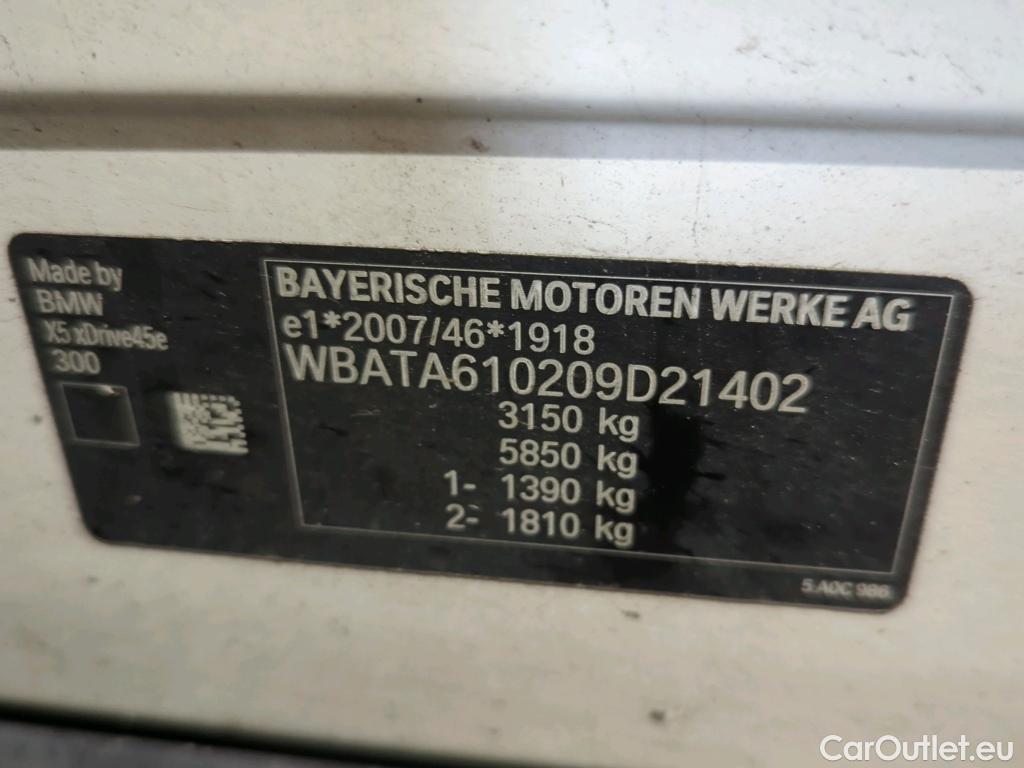 Made by
BMW
X5 xDrive45e
300
BAYERISCHE MOTOREN WERKE AG
e1*2007/46*1918
WBATA610209D21402
3150 kg
5850 kg
1- 1390 kg
2- 1810 kg
5.A0C 9B6
CarOutlet.eu